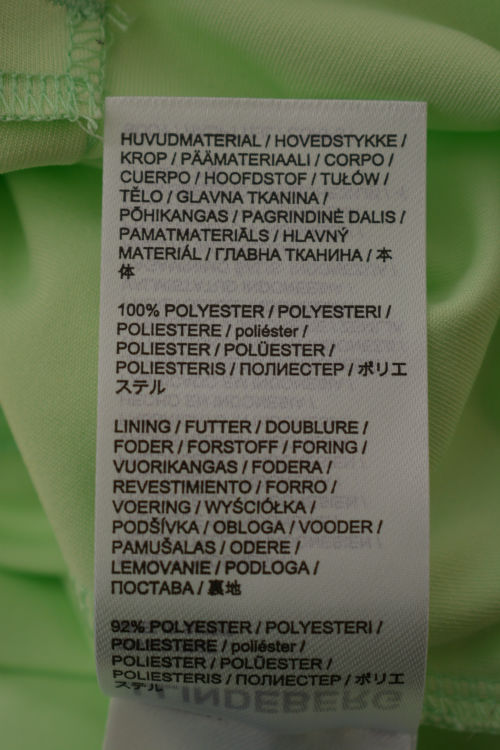 HUVUDMATERIAL / HOVEDSTYKKE /
KROP / PÄÄMATERIAALI / CORPO /
CUERPO / HOOFDSTOF / TUŁÓW /
TĚLO / GLAVNA TKANINA /
PÕHIKANGAS / PAGRINDINĖ DALIS /
PAMATMATERIĀLS / HLAVNÝ
MATERIÁL / ГЛАВНА ТКАНИНА / 本
体
100% POLYESTER / POLYESTERI /
POLIESTERE / poliéster /
POLIESTER / POLÜESTER /
POLIESTERIS / ПОЛИЕСТЕР / ポリエ
ステル
LINING / FUTTER / DOUBLURE /
FODER / FORSTOFF / FORING /
VUORIKANGAS / FODERA /
REVESTIMIENTO / FORRO /
VOERING / WYŚCIÓŁKA /
PODŠÍVKA / OBLOGA / VOODER /
PAMUŠALAS / ODERE /
LEMOVANIE / PODLOGA /
ПОСТАВА / 裏地
92% POLYESTER / POLYESTERI /
POLIESTERE / poliéster /
POLIESTER / POLÜESTER /
POLIESTERIS / ПОЛИЕСТЕР / ポリエ
ステル
LINDEBERG